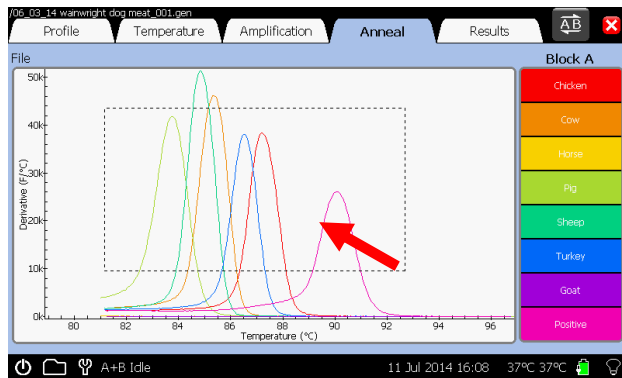 /06_03_14 wainwright dog meat_001.gen
Profile Temperature Amplification Anneal Results AB
File Block A
50k
40k
30k
20k
10k
0k
Derivative (F/°C)
80 82 84 86 88 90 92 94 96
Temperature (°C)
Chicken
Cow
Horse
Pig
Sheep
Turkey
Goat
Positive
A+B Idle 11 Jul 2014 16:08 37°C 37°C